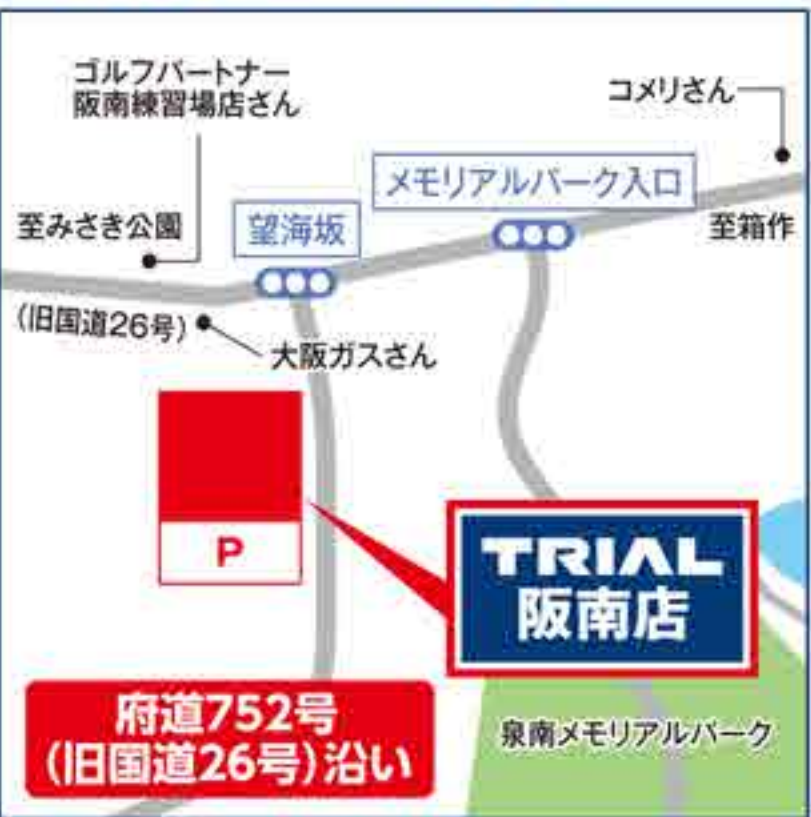 ゴルフパートナー
阪南練習場店さん
コメリさん
メモリアルパーク入口
至みさき公園
望海坂
至箱作
(旧国道26号)
大阪ガスさん
P
TRIAL
阪南店
府道752号
(旧国道26号)沿い
泉南メモリアルパーク